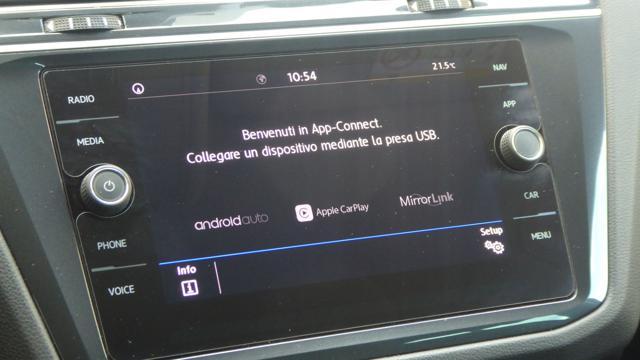 RADIO
MEDIA
PHONE
VOICE
10:54
21.5°C
Benvenuti in App-Connect.
Collegare un dispositivo mediante la presa USB.
androidauto
Apple CarPlay
MirrorLink
Info
Setup
NAV
APP
CAR
MENU